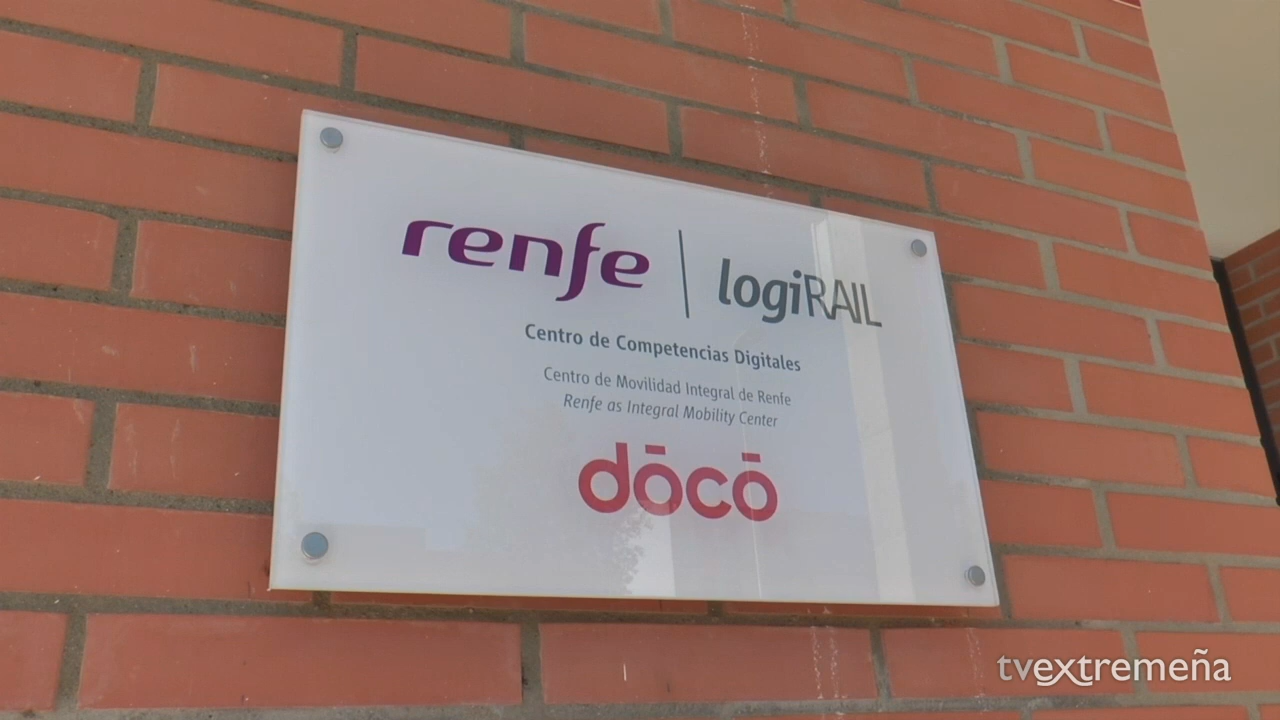 renfe | logiRAIL
Centro de Competencias Digitales
Centro de Movilidad Integral de Renfe
Renfe as Integral Mobility Center
dōcō
tvextremeña